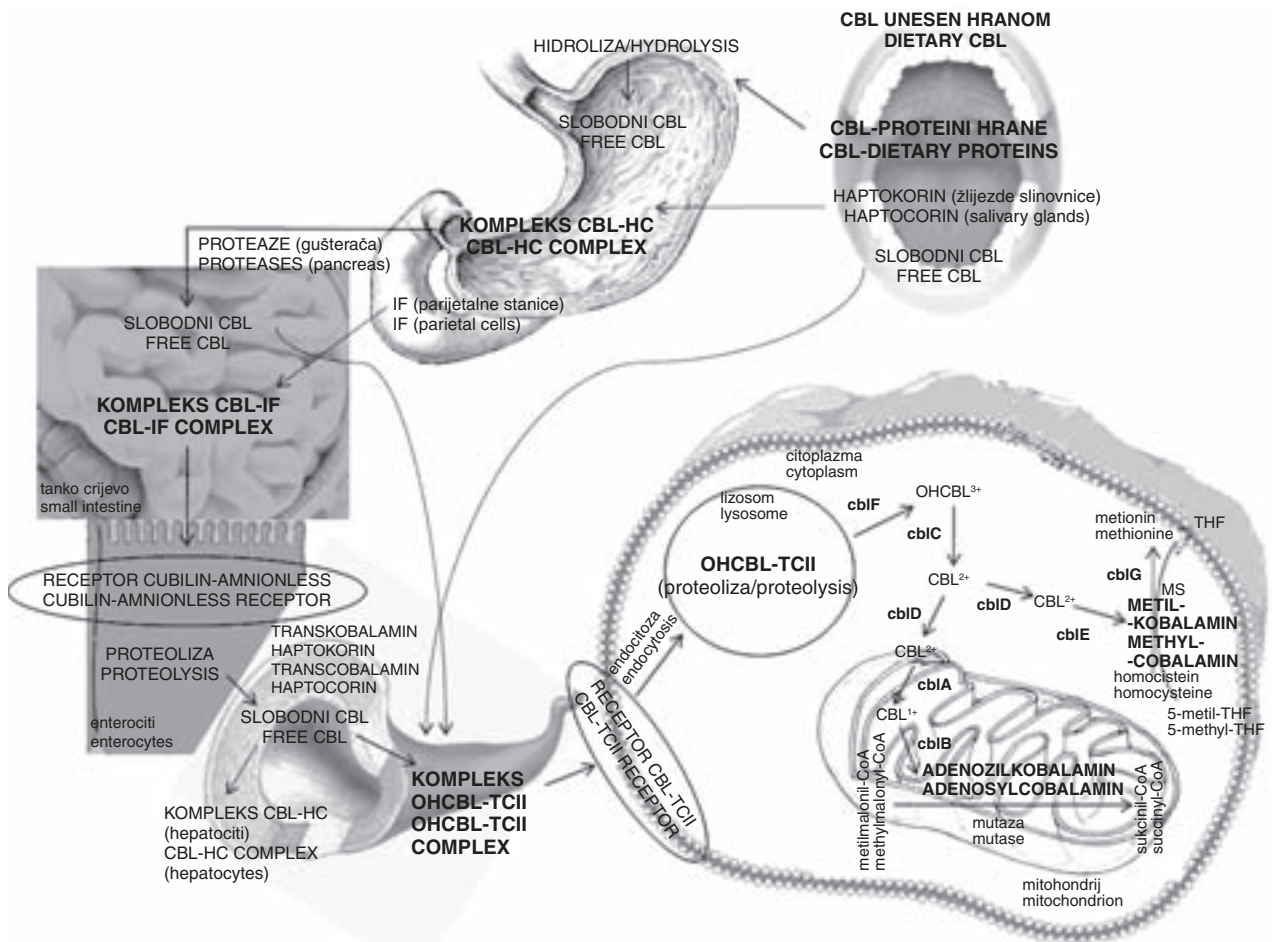 CBL UNESEN HRANOM
DIETARY CBL
HIDROLIZA/HYDROLYSIS
SLOBODNI CBL
FREE CBL
CBL-PROTEINI HRANE
CBL-DIETARY PROTEINS
HAPTOKORIN (žlijezde slinovnice)
HAPTOCORIN (salivary glands)
SLOBODNI CBL
FREE CBL
KOMPLEKS CBL-HC
CBL-HC COMPLEX
PROTEAZE (gušterača)
PROTEASES (pancreas)
IF (parijetalne stanice)
IF (parietal cells)
SLOBODNI CBL
FREE CBL
KOMPLEKS CBL-IF
CBL-IF COMPLEX
tanko crijevo
small intestine
RECEPTOR CUBILIN-AMNIONLESS
CUBILIN-AMNIONLESS RECEPTOR
PROTEOLIZA
PROTEOLYSIS
enterociti
enterocytes
TRANSKOBALAMIN
HAPTOKORIN
TRANSCOBALAMIN
HAPTOCORIN
SLOBODNI CBL
FREE CBL
KOMPLEKS CBL-HC
(hepatociti)
CBL-HC COMPLEX
(hepatocytes)
KOMPLEKS
OHCBL-TCII
OHCBL-TCII
COMPLEX
RECEPTOR CBL-TCII
CBL-TCII RECEPTOR
endocitoza
endocytosis
citoplazma
cytoplasm
lizosom
lysosome
OHCBL-TCII
(proteoliza/proteolysis)
cblF
OHCBL³⁺
cblC
CBL²⁺
cblD
cblD
CBL²⁺
cblE
metionin
methionine
THF
cblG
MS
METIL-
-KOBALAMIN
METHYL-
-COBALAMIN
homocistein
homocysteine
5-metil-THF
5-methyl-THF
CBL²⁺
cblA
CBL¹⁺
cblB
ADENOZILKOBALAMIN
ADENOSYLCOBALAMIN
metilmalonil-CoA
methylmalonyl-CoA
mutaza
mutase
sukcinil-CoA
succinyl-CoA
mitohondrij
mitochondrion